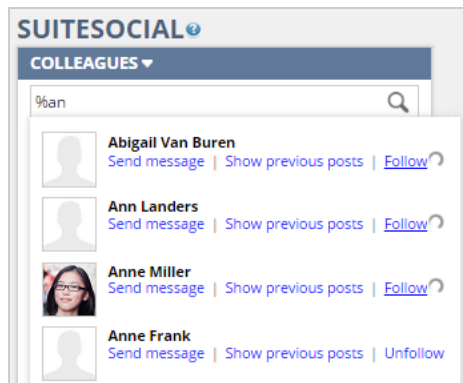 SUITESOCIAL
COLLEAGUES
%an
Abigail Van Buren
Send message | Show previous posts | Follow
Ann Landers
Send message | Show previous posts | Follow
Anne Miller
Send message | Show previous posts | Follow
Anne Frank
Send message | Show previous posts | Unfollow